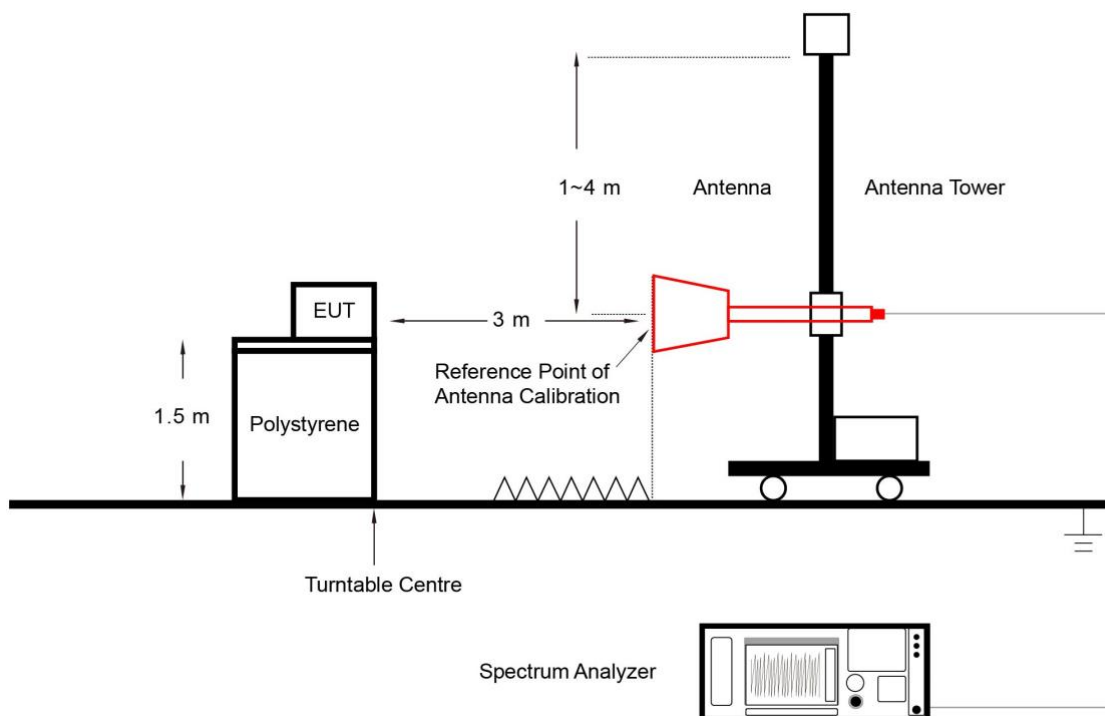 1~4 m
Antenna
Antenna Tower
EUT
3 m
Reference Point of
Antenna Calibration
1.5 m
Polystyrene
Turntable Centre
Spectrum Analyzer